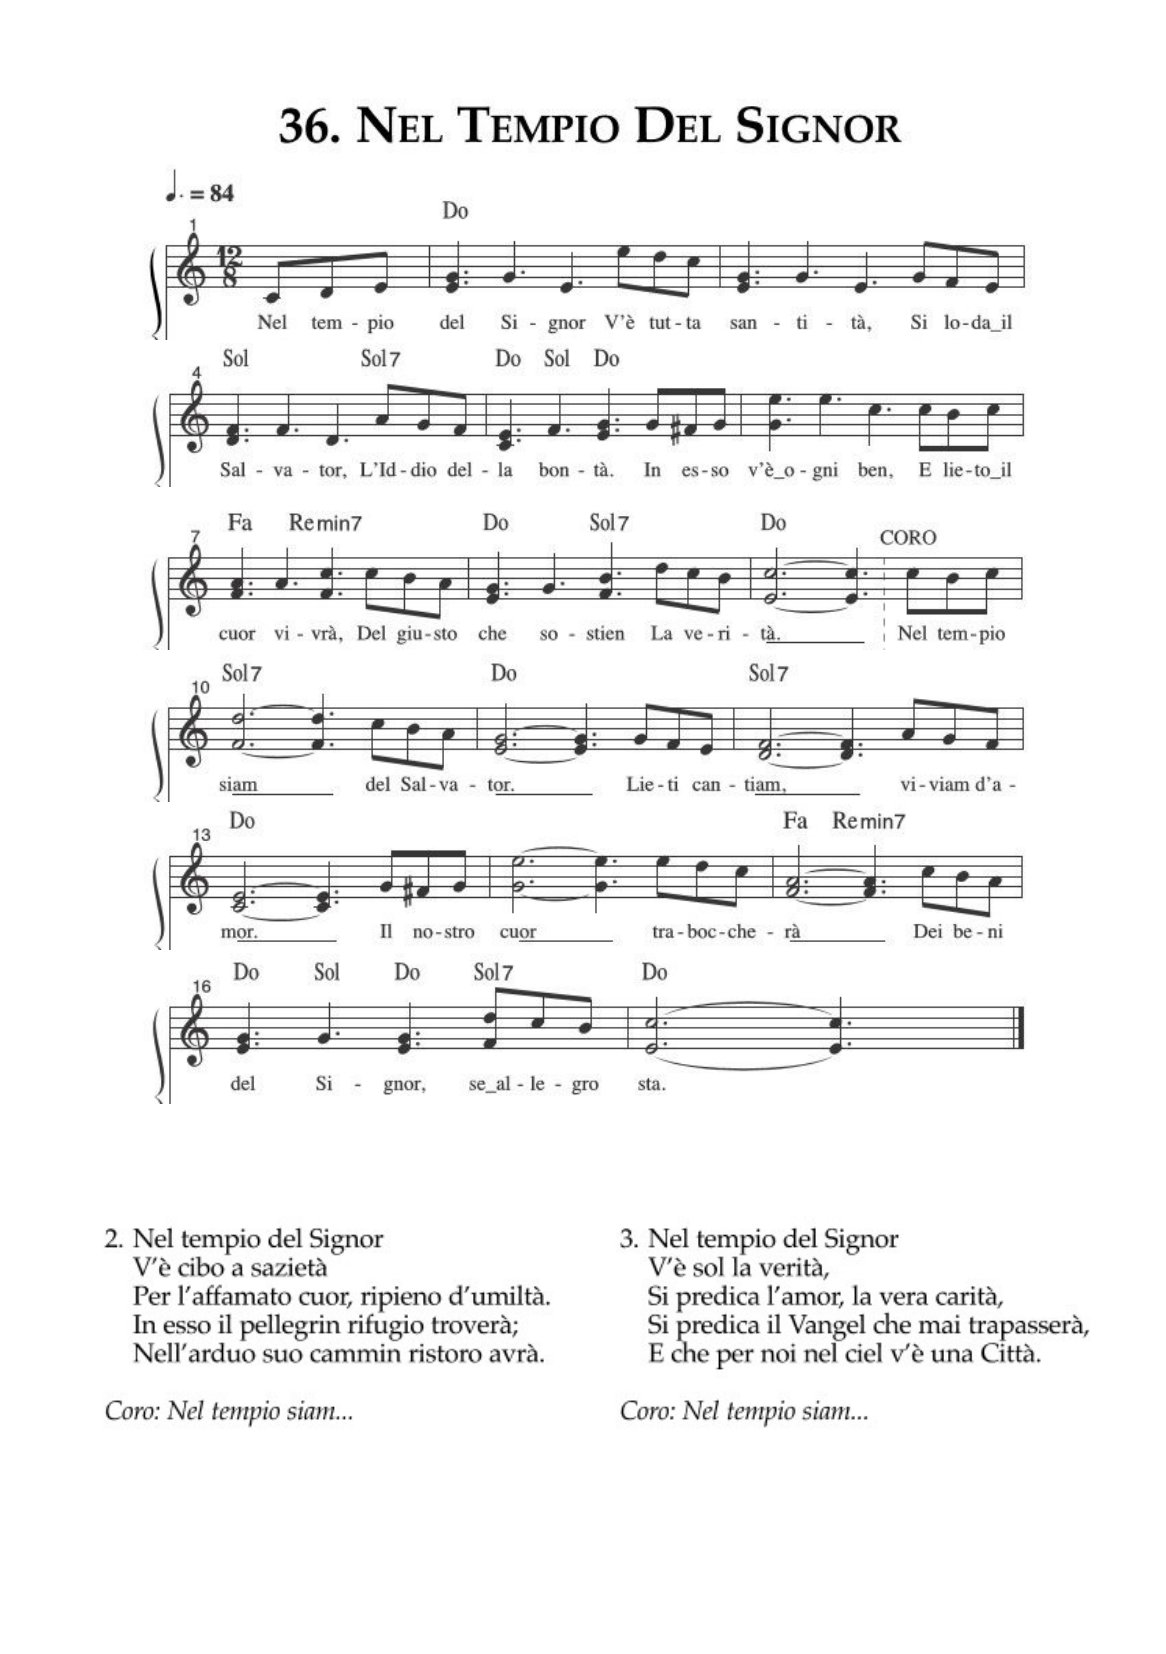 36. NEL TEMPIO DEL SIGNOR
= 84
Do
1
12
8
Nel tem - pio del Si - gnor V'è tut - ta san - ti - tà, Si lo-da_il
Sol Sol7 Do Sol Do
4
Sal - va - tor, L'Id - dio del - la bon - tà. In es - so v'è_o - gni ben, E lie - to_il
Fa Remin7 Do Sol7 Do
7 CORO
cuor vi - vrà, Del giu - sto che so - stien La ve - ri - tà. Nel tem - pio
Sol7 Do Sol7
10
siam del Sal - va - tor. Lie - ti can - tiam, vi - viam d'a -
Do Fa Remin7
13
mor. Il no - stro cuor tra - boc - che - rà Dei be - ni
Do Sol Do Sol7 Do
16
del Si - gnor, se_al - le - gro sta.
2. Nel tempio del Signor
V'è cibo a sazietà
Per l'affamato cuor, ripieno d'umiltà.
In esso il pellegrin rifugio troverà;
Nell'arduo suo cammin ristoro avrà.
Coro: Nel tempio siam...
3. Nel tempio del Signor
V'è sol la verità,
Si predica l'amor, la vera carità,
Si predica il Vangel che mai trapasserà,
E che per noi nel ciel v'è una Città.
Coro: Nel tempio siam...